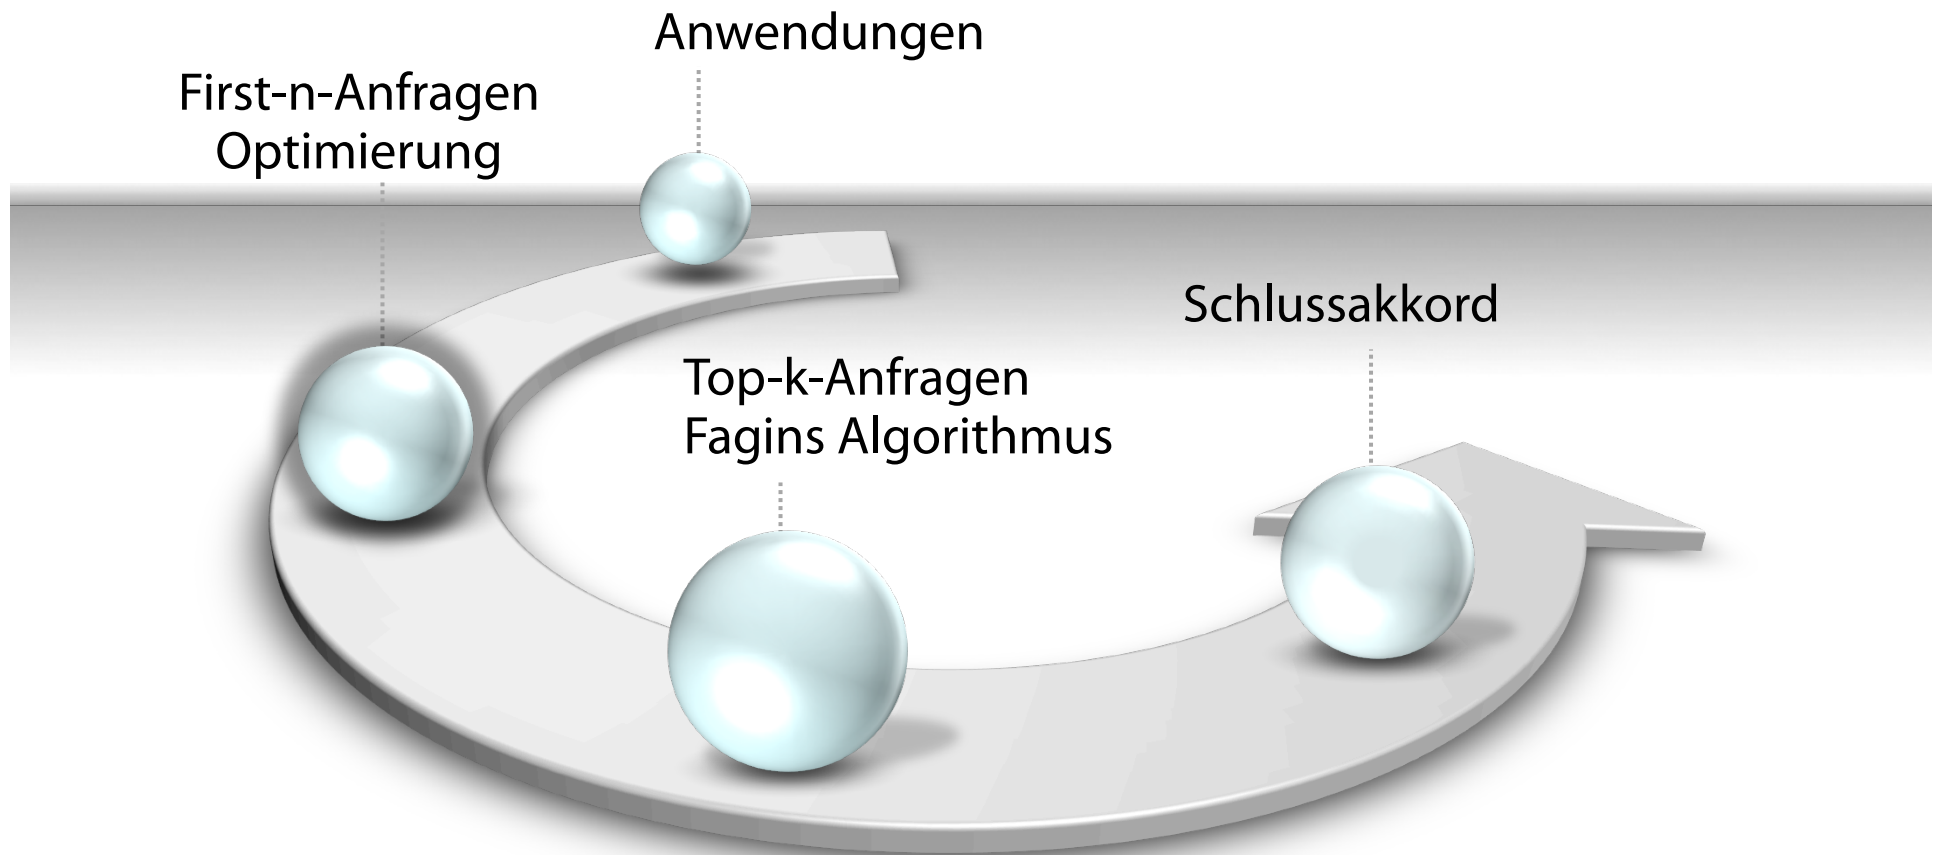 Anwendungen
First-n-Anfragen
Optimierung
Top-k-Anfragen
Fagins Algorithmus
Schlussakkord